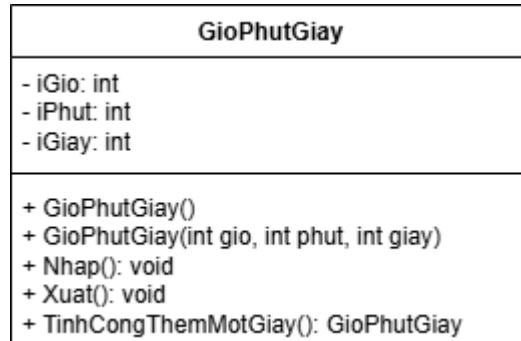 GioPhutGiay
- iGio: int
- iPhut: int
- iGiay: int
+ GioPhutGiay()
+ GioPhutGiay(int gio, int phut, int giay)
+ Nhap(): void
+ Xuat(): void
+ TinhCongThemMotGiay(): GioPhutGiay